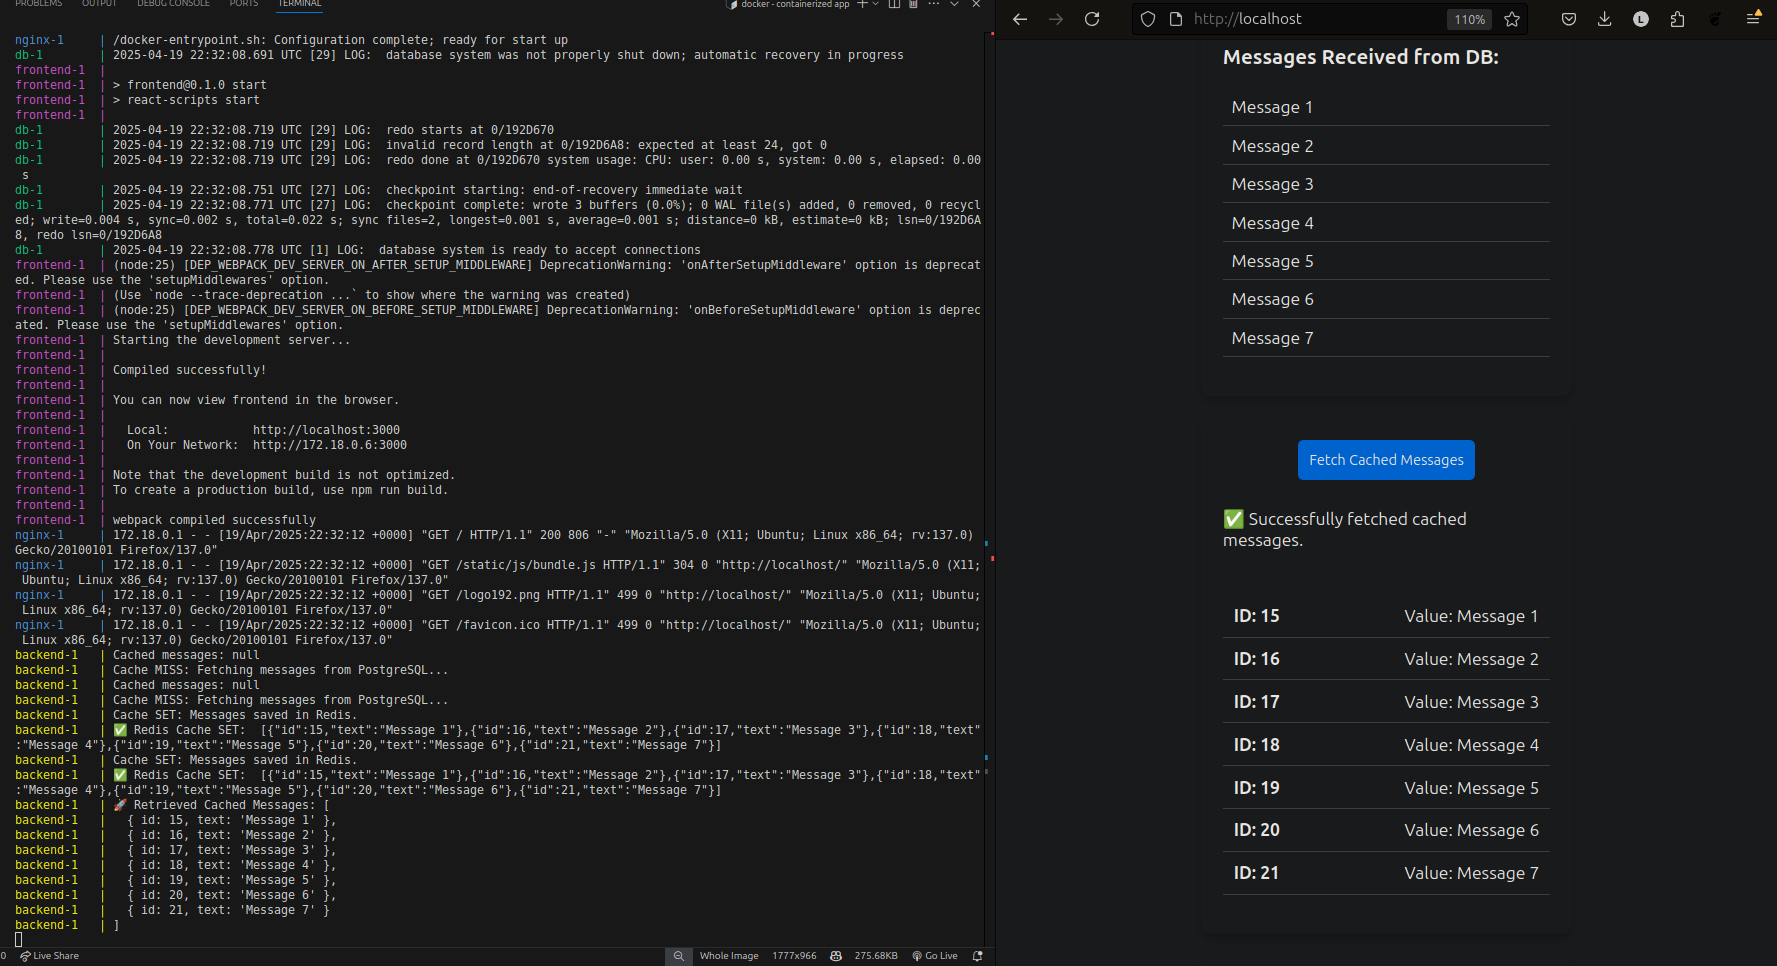 PROBLEMS OUTPUT DEBUG CONSOLE PORTS TERMINAL
docker - containerized app
nginx-1 | /docker-entrypoint.sh: Configuration complete; ready for start up
db-1 | 2025-04-19 22:32:08.691 UTC [29] LOG: database system was not properly shut down; automatic recovery in progress
frontend-1 |
frontend-1 | > frontend@0.1.0 start
frontend-1 | > react-scripts start
frontend-1 |
db-1 | 2025-04-19 22:32:08.719 UTC [29] LOG: redo starts at 0/192D670
db-1 | 2025-04-19 22:32:08.719 UTC [29] LOG: invalid record length at 0/192D6A8: expected at least 24, got 0
db-1 | 2025-04-19 22:32:08.719 UTC [29] LOG: redo done at 0/192D670 system usage: CPU: user: 0.00 s, system: 0.00 s, elapsed: 0.00
s
db-1 | 2025-04-19 22:32:08.751 UTC [27] LOG: checkpoint starting: end-of-recovery immediate wait
db-1 | 2025-04-19 22:32:08.771 UTC [27] LOG: checkpoint complete: wrote 3 buffers (0.0%); 0 WAL file(s) added, 0 removed, 0 recycl
ed; write=0.004 s, sync=0.002 s, total=0.022 s; sync files=2, longest=0.001 s, average=0.001 s; distance=0 kB, estimate=0 kB; lsn=0/192D6A
8, redo lsn=0/192D6A8
db-1 | 2025-04-19 22:32:08.778 UTC [1] LOG: database system is ready to accept connections
frontend-1 | (node:25) [DEP_WEBPACK_DEV_SERVER_ON_AFTER_SETUP_MIDDLEWARE] DeprecationWarning: 'onAfterSetupMiddleware' option is deprecat
ed. Please use the 'setupMiddlewares' option.
frontend-1 | (Use `node --trace-deprecation ...` to show where the warning was created)
frontend-1 | (node:25) [DEP_WEBPACK_DEV_SERVER_ON_BEFORE_SETUP_MIDDLEWARE] DeprecationWarning: 'onBeforeSetupMiddleware' option is deprec
ated. Please use the 'setupMiddlewares' option.
frontend-1 | Starting the development server...
frontend-1 |
frontend-1 | Compiled successfully!
frontend-1 |
frontend-1 | You can now view frontend in the browser.
frontend-1 |
frontend-1 | Local: http://localhost:3000
frontend-1 | On Your Network: http://172.18.0.6:3000
frontend-1 |
frontend-1 | Note that the development build is not optimized.
frontend-1 | To create a production build, use npm run build.
frontend-1 |
frontend-1 | webpack compiled successfully
nginx-1 | 172.18.0.1 - - [19/Apr/2025:22:32:12 +0000] "GET / HTTP/1.1" 200 806 "-" "Mozilla/5.0 (X11; Ubuntu; Linux x86_64; rv:137.0)
Gecko/20100101 Firefox/137.0"
nginx-1 | 172.18.0.1 - - [19/Apr/2025:22:32:12 +0000] "GET /static/js/bundle.js HTTP/1.1" 304 0 "http://localhost/" "Mozilla/5.0 (X11;
Ubuntu; Linux x86_64; rv:137.0) Gecko/20100101 Firefox/137.0"
nginx-1 | 172.18.0.1 - - [19/Apr/2025:22:32:12 +0000] "GET /logo192.png HTTP/1.1" 499 0 "http://localhost/" "Mozilla/5.0 (X11; Ubuntu;
Linux x86_64; rv:137.0) Gecko/20100101 Firefox/137.0"
nginx-1 | 172.18.0.1 - - [19/Apr/2025:22:32:12 +0000] "GET /favicon.ico HTTP/1.1" 499 0 "http://localhost/" "Mozilla/5.0 (X11; Ubuntu;
Linux x86_64; rv:137.0) Gecko/20100101 Firefox/137.0"
backend-1 | Cached messages: null
backend-1 | Cache MISS: Fetching messages from PostgreSQL...
backend-1 | Cached messages: null
backend-1 | Cache MISS: Fetching messages from PostgreSQL...
backend-1 | Cache SET: Messages saved in Redis.
backend-1 | ✅ Redis Cache SET: [{"id":15,"text":"Message 1"},{"id":16,"text":"Message 2"},{"id":17,"text":"Message 3"},{"id":18,"text"
:"Message 4"},{"id":19,"text":"Message 5"},{"id":20,"text":"Message 6"},{"id":21,"text":"Message 7"}]
backend-1 | Cache SET: Messages saved in Redis.
backend-1 | ✅ Redis Cache SET: [{"id":15,"text":"Message 1"},{"id":16,"text":"Message 2"},{"id":17,"text":"Message 3"},{"id":18,"text"
:"Message 4"},{"id":19,"text":"Message 5"},{"id":20,"text":"Message 6"},{"id":21,"text":"Message 7"}]
backend-1 | 🚀 Retrieved Cached Messages: [
backend-1 | { id: 15, text: 'Message 1' },
backend-1 | { id: 16, text: 'Message 2' },
backend-1 | { id: 17, text: 'Message 3' },
backend-1 | { id: 18, text: 'Message 4' },
backend-1 | { id: 19, text: 'Message 5' },
backend-1 | { id: 20, text: 'Message 6' },
backend-1 | { id: 21, text: 'Message 7' }
backend-1 | ]
0 Live Share Whole Image 1777x966 275.68KB Go Live
http://localhost 110% L
Messages Received from DB:
Message 1
Message 2
Message 3
Message 4
Message 5
Message 6
Message 7
Fetch Cached Messages
✅ Successfully fetched cached
messages.
ID: 15 Value: Message 1
ID: 16 Value: Message 2
ID: 17 Value: Message 3
ID: 18 Value: Message 4
ID: 19 Value: Message 5
ID: 20 Value: Message 6
ID: 21 Value: Message 7